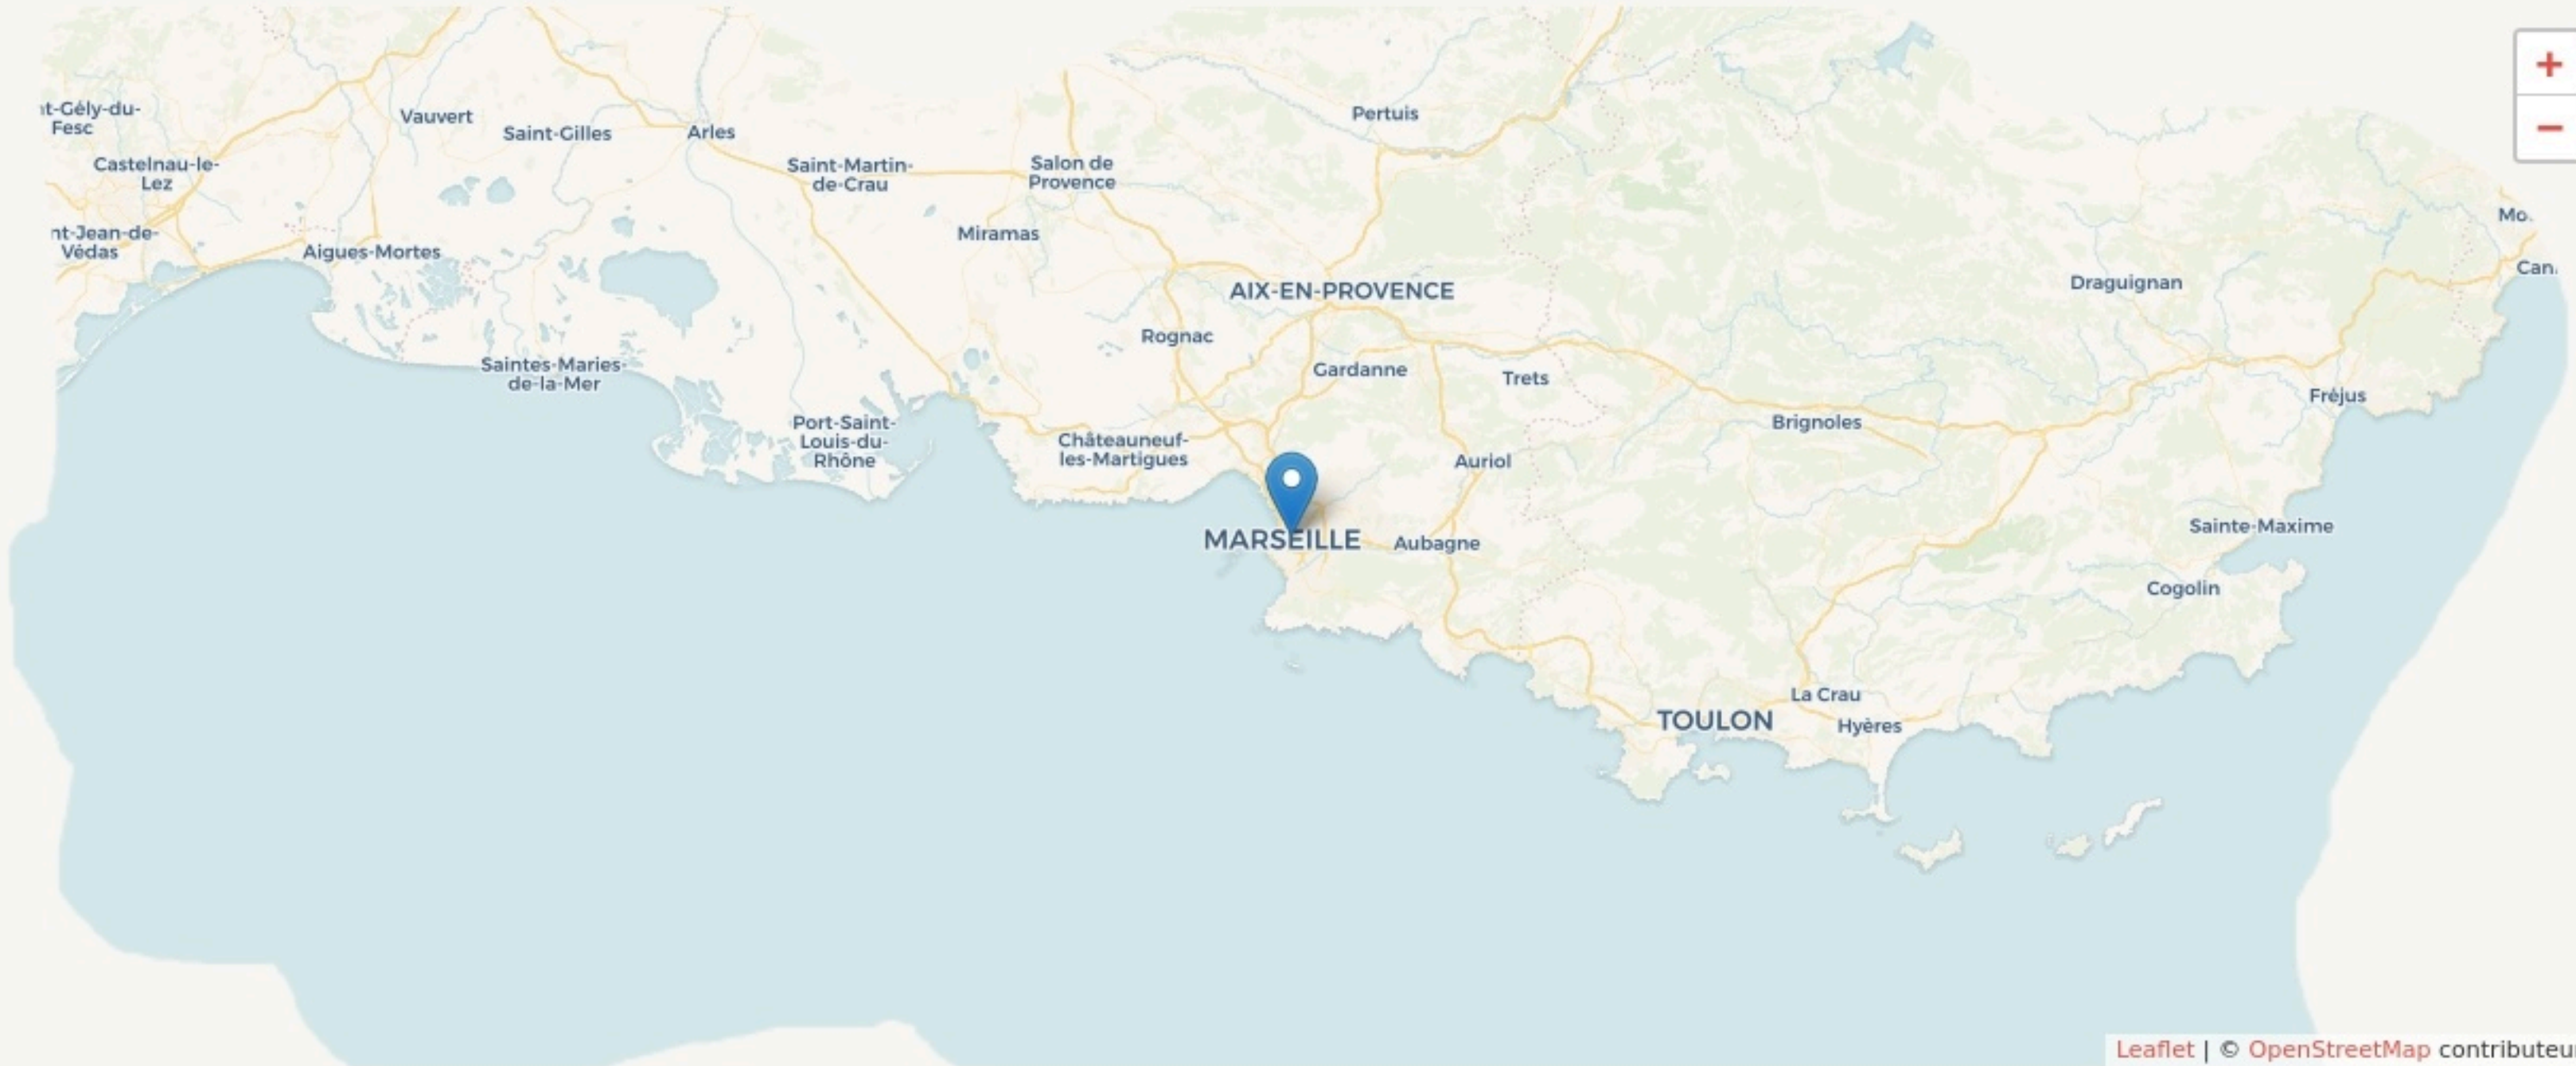 nt-Gély-du-
Fesc
Vauvert
Saint-Gilles
Arles
Pertuis
Castelnau-le-
Lez
Saint-Martin-
de-Crau
Salon de
Provence
nt-Jean-de-
Védas
Aigues-Mortes
Miramas
Mo.
Can.
AIX-EN-PROVENCE
Draguignan
Rognac
Gardanne
Trets
Saintes-Maries-
de-la-Mer
Fréjus
Brignoles
Port-Saint-
Louis-du-
Rhône
Châteauneuf-
les-Martigues
Auriol
MARSEILLE
Aubagne
Sainte-Maxime
Cogolin
La Crau
TOULON
Hyères
+
−
Leaflet | © OpenStreetMap contributeu